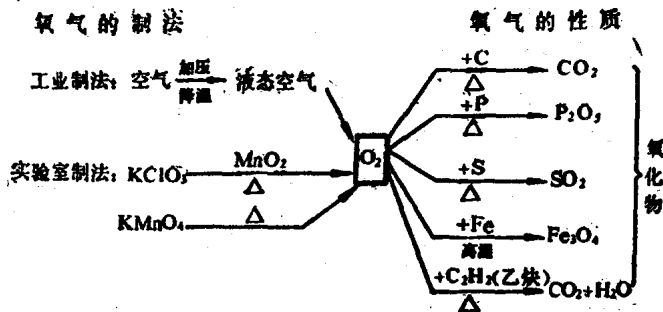 氧气的制法 氧气的性质
工业制法：空气 加压 降温 液态空气
+C △ CO₂
+P △ P₂O₅
实验室制法：KClO₃ MnO₂ △ O₂
+S △ SO₂
KMnO₄ △
+Fe 高温 Fe₃O₄
+C₂H₂(乙炔) △ CO₂+H₂O
氧化物